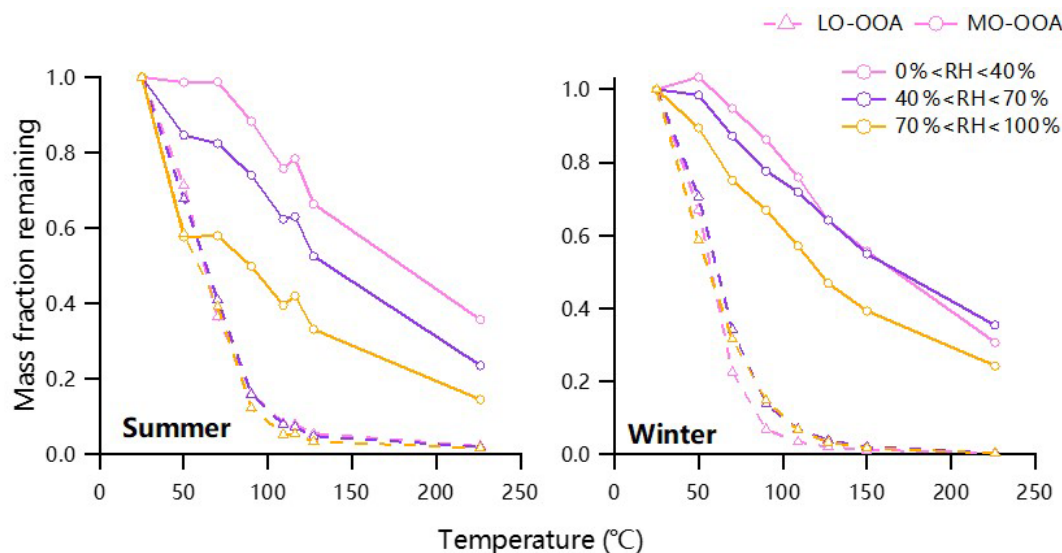 LO-OOA MO-OOA
0%<RH<40%
40%<RH<70%
70%<RH<100%
Mass fraction remaining
1.0
0.8
0.6
0.4
0.2
0.0
Summer
0 50 100 150 200 250
1.0
0.8
0.6
0.4
0.2
0.0
Winter
0 50 100 150 200 250
Temperature (℃)